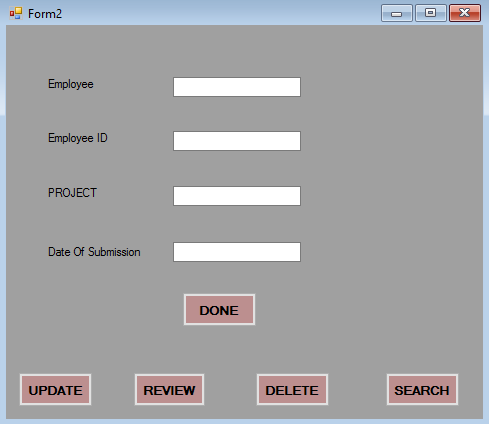 Form2
Employee
Employee ID
PROJECT
Date Of Submission
DONE
UPDATE REVIEW DELETE SEARCH